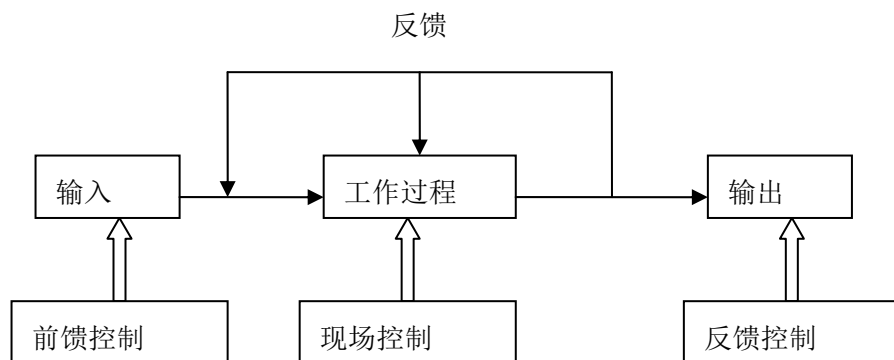 反馈
输入
工作过程
输出
前馈控制
现场控制
反馈控制